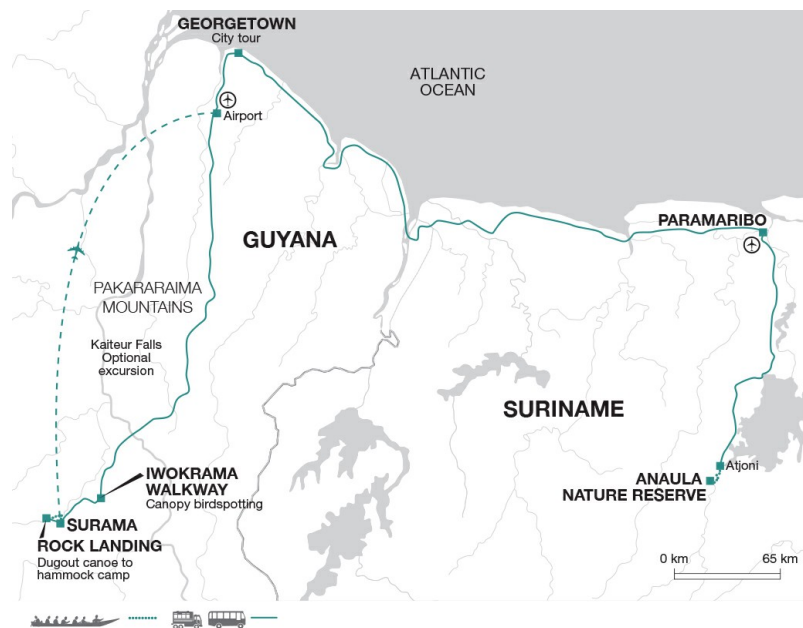 GEORGETOWN
City tour
ATLANTIC
OCEAN
Airport
PARAMARIBO
GUYANA
PAKARARAIMA
MOUNTAINS
Kaiteur Falls
Optional
excursion
SURINAME
Atjoni
IWOKRAMA
WALKWAY
Canopy birdspotting
ANAULA
NATURE RESERVE
SURAMA
ROCK LANDING
Dugout canoe to
hammock camp
0 km 65 km